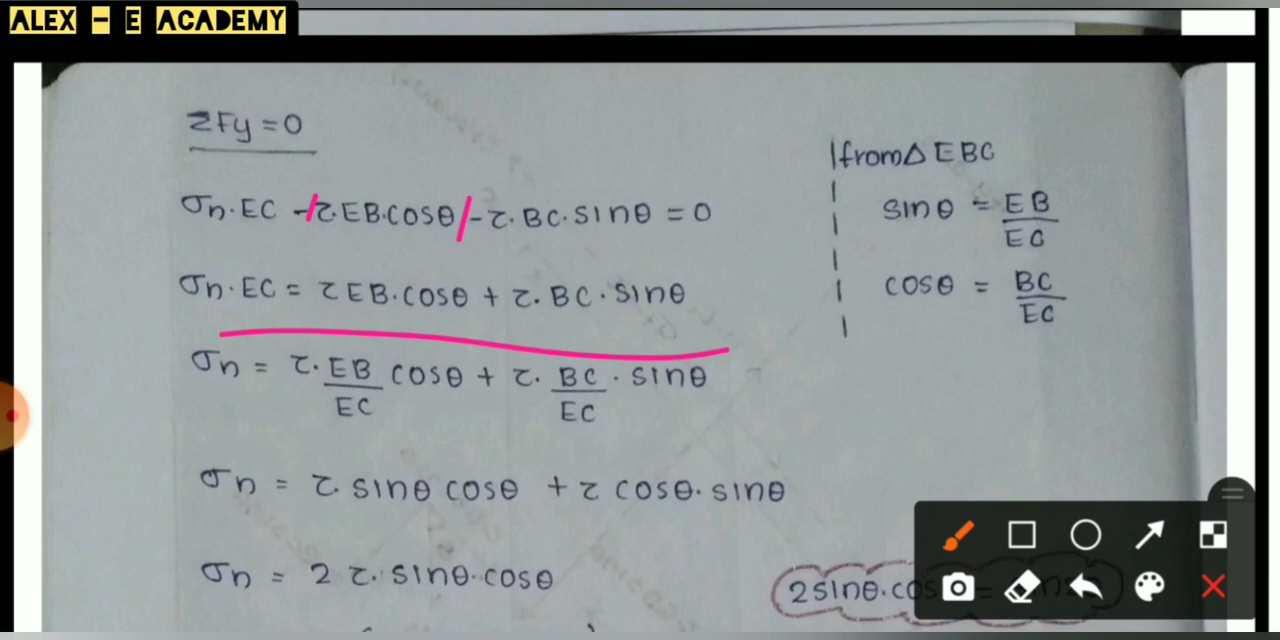 ALEX - E ACADEMY
ΣFy = 0
σn·EC - τ·EB·cosθ - τ·BC·sinθ = 0
σn·EC = τEB·cosθ + τ·BC·sinθ
σn = τ·EB/EC cosθ + τ·BC/EC·sinθ
σn = τ·sinθ cosθ + τ cosθ·sinθ
σn = 2 τ·sinθ·cosθ
from Δ EBC
sinθ = EB/EC
cosθ = BC/EC
2sinθ·cos